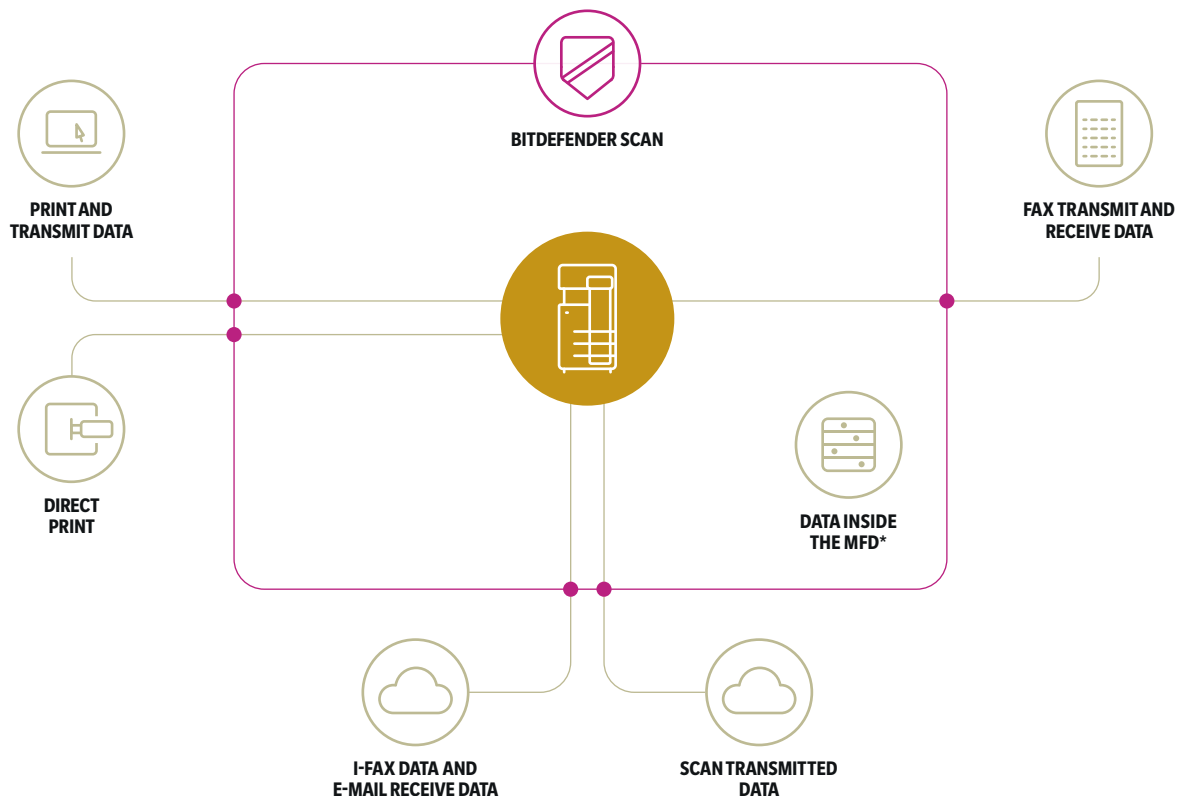 BITDEFENDER SCAN
PRINT AND
TRANSMIT DATA
FAX TRANSMIT AND
RECEIVE DATA
DIRECT
PRINT
DATA INSIDE
THE MFD*
I-FAX DATA AND
E-MAIL RECEIVE DATA
SCAN TRANSMITTED
DATA